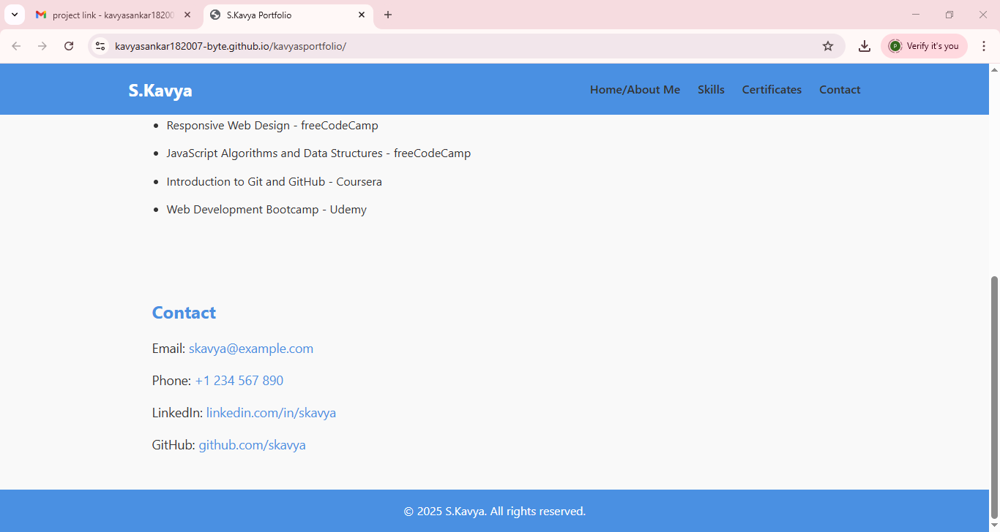 project link - kavyasankar18200
S.Kavya Portfolio
kavyasankar182007-byte.github.io/kavyasportfolio/
P
Verify it's you
S.Kavya
Home/About Me
Skills
Certificates
Contact
• Responsive Web Design - freeCodeCamp
• JavaScript Algorithms and Data Structures - freeCodeCamp
• Introduction to Git and GitHub - Coursera
• Web Development Bootcamp - Udemy
Contact
Email: skavya@example.com
Phone: +1 234 567 890
LinkedIn: linkedin.com/in/skavya
GitHub: github.com/skavya
© 2025 S.Kavya. All rights reserved.